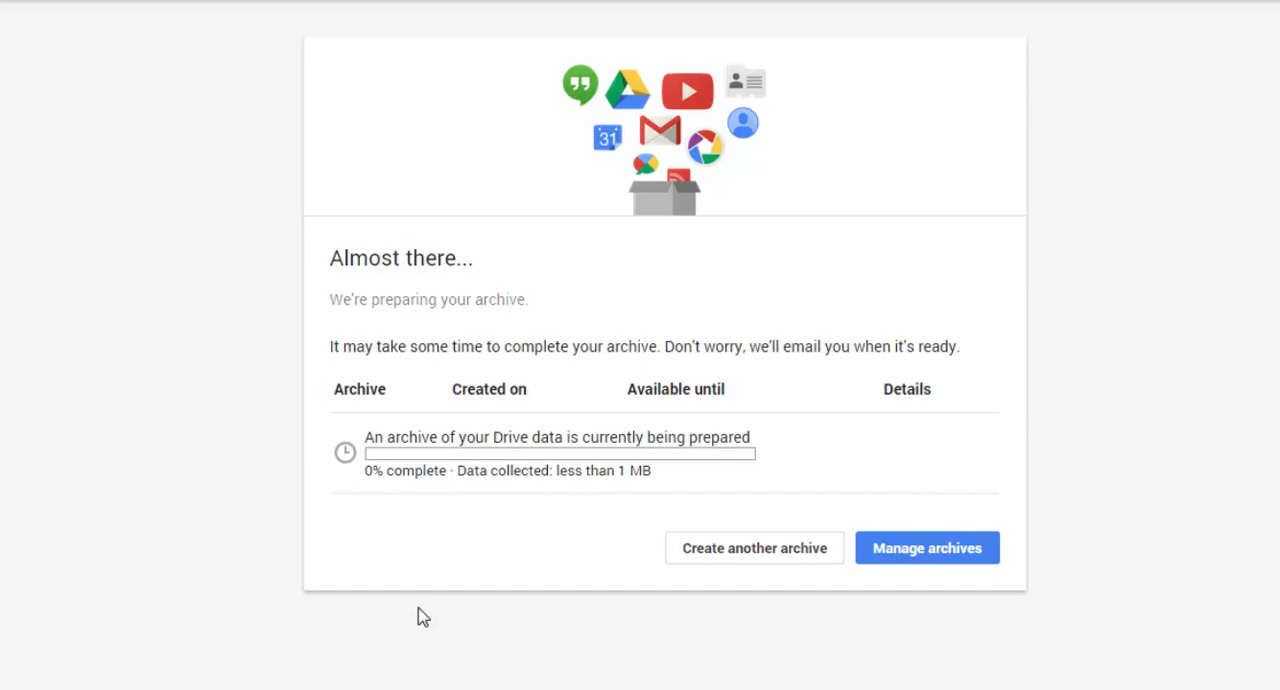 31
Almost there...
We're preparing your archive.
It may take some time to complete your archive. Don't worry, we'll email you when it's ready.
Archive Created on Available until Details
An archive of your Drive data is currently being prepared
0% complete · Data collected: less than 1 MB
Create another archive Manage archives